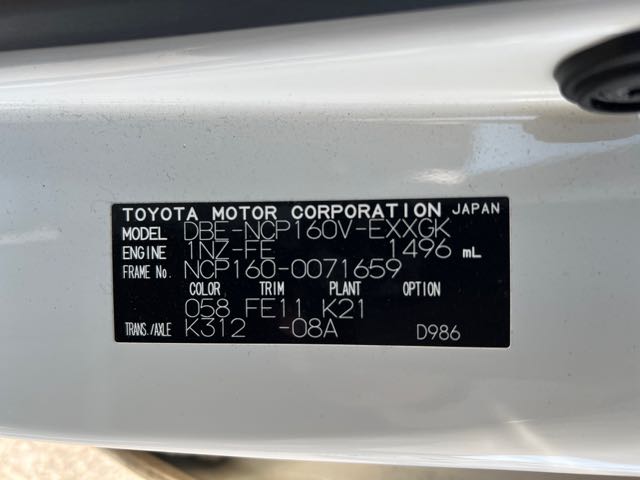 TOYOTA MOTOR CORPORATION JAPAN
MODEL DBE-NCP160V-EXXGK
ENGINE 1NZ-FE 1496 mL
FRAME No. NCP160-0071659
COLOR TRIM PLANT OPTION
058 FE11 K21
TRANS./AXLE K312 -08A D986